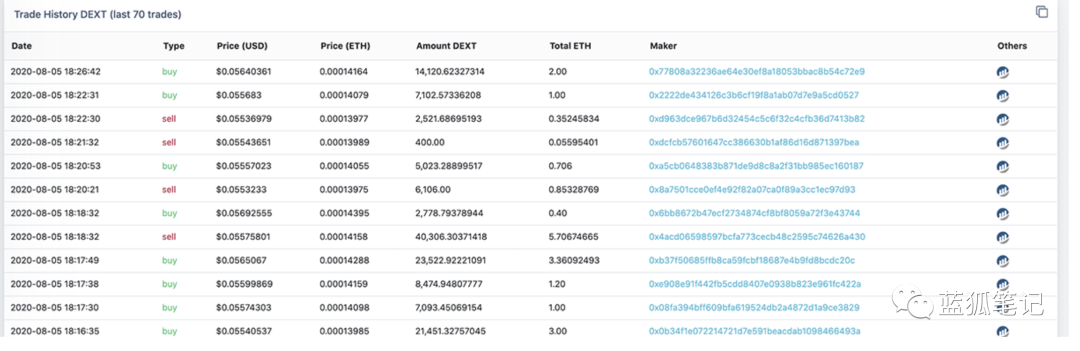 Trade History DEXT (last 70 trades)
Date Type Price (USD) Price (ETH) Amount DEXT Total ETH Maker Others
2020-08-05 18:26:42 buy $0.05640361 0.00014164 14,120.62327314 2.00 0x77808a32236ae64e30ef8a18053bbac8b54c72e9
2020-08-05 18:22:31 buy $0.055683 0.00014079 7,102.57336208 1.00 0x2222de434126c3b6cf19f8a1ab07d7e9a5cd0527
2020-08-05 18:22:30 sell $0.05536979 0.00013977 2,521.68695193 0.35245834 0xd963dce967b6d32454c5c6f32c4cfb36d7413b82
2020-08-05 18:21:32 sell $0.05543651 0.00013989 400.00 0.05595401 0xdcfcb57601647cc386630b1af86d16d871397bea
2020-08-05 18:20:53 buy $0.05557023 0.00014055 5,023.28899517 0.706 0xa5cb0648383b871de9d8c8a2f31bb985ec160187
2020-08-05 18:20:21 sell $0.0553233 0.00013975 6,106.00 0.85328769 0x8a7501cce0ef4e92f82a07ca0f89a3cc1ec97d93
2020-08-05 18:18:32 buy $0.05692555 0.00014395 2,778.79378944 0.40 0x6bb8672b47ecf2734874cf8bf8059a72f3e43744
2020-08-05 18:18:32 sell $0.05575801 0.00014158 40,306.30371418 5.70674665 0x4acd06598597bcfa773cecb48c2595c74626a430
2020-08-05 18:17:49 buy $0.0565067 0.00014288 23,522.92221091 3.36092493 0xb37f50685ffb8ca59fcbf18687e4b9fd8bcdc20c
2020-08-05 18:17:38 buy $0.05599869 0.00014159 8,474.94807777 1.20 0xe908e91f442fb5cdd8407e0938b823e961fc422a
2020-08-05 18:17:30 buy $0.05574303 0.00014098 7,093.45069154 1.00 0x08fa394bff609bfa619524db2a4872d1a9ce3829
2020-08-05 18:16:35 buy $0.05540537 0.00013985 21,451.32757045 3.00 0x0b34f1e072214721d7e591beacdab1098466493a
蓝狐笔记